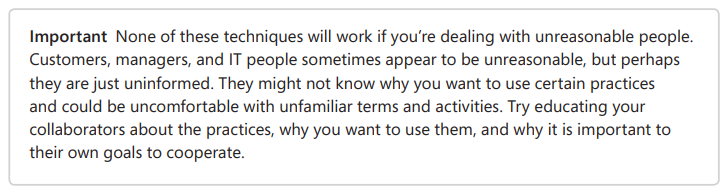 Important None of these techniques will work if you’re dealing with unreasonable people.
Customers, managers, and IT people sometimes appear to be unreasonable, but perhaps
they are just uninformed. They might not know why you want to use certain practices
and could be uncomfortable with unfamiliar terms and activities. Try educating your
collaborators about the practices, why you want to use them, and why it is important to
their own goals to cooperate.